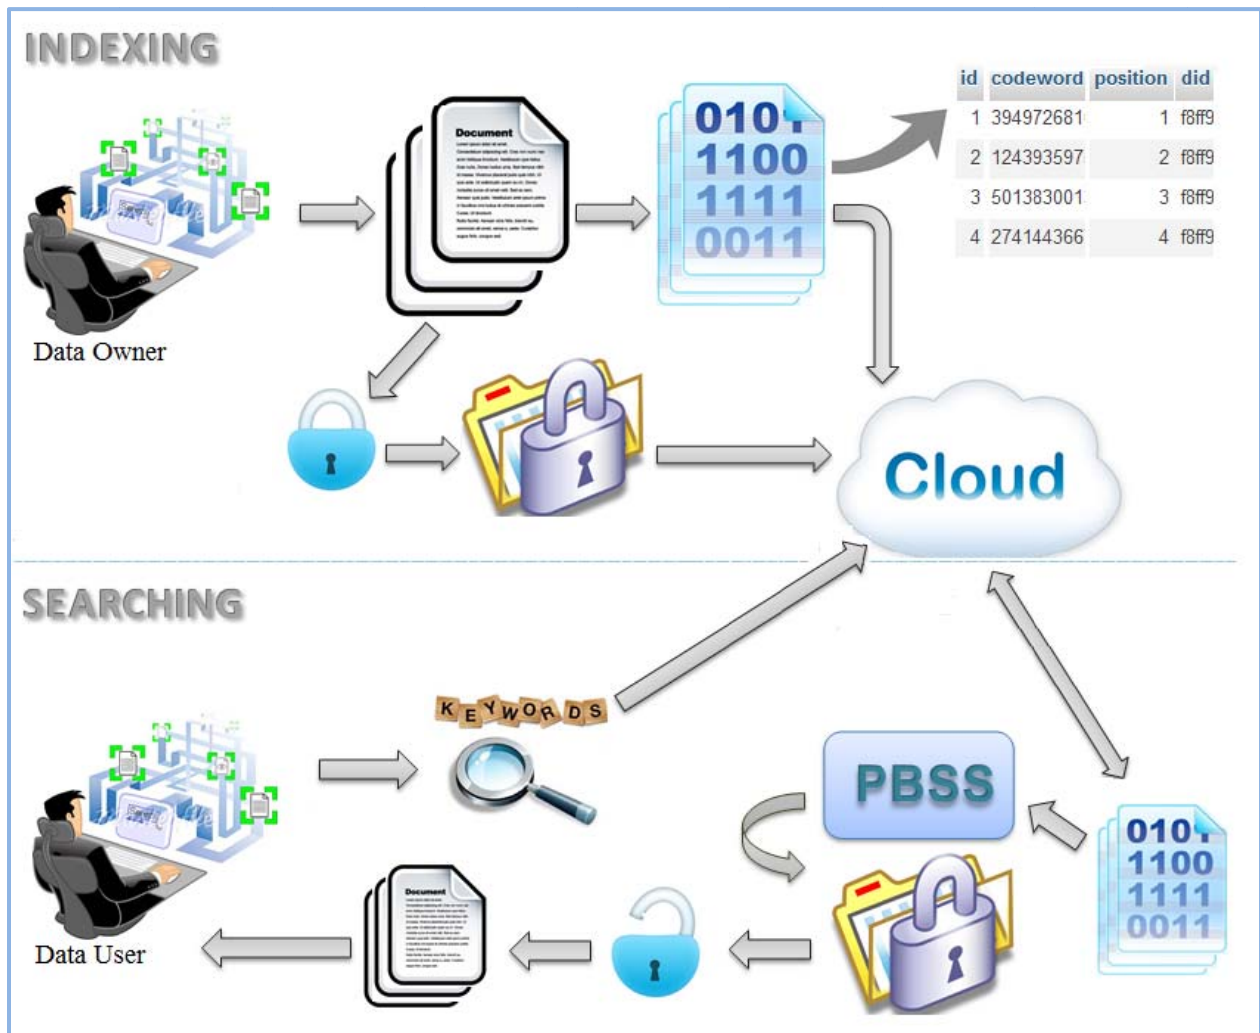 INDEXING
id codeword position did
1 394972681 1 f8ff9
2 124393597 2 f8ff9
3 501383001 3 f8ff9
4 274144366 4 f8ff9
Document
0101
1100
1111
0011
Data Owner
Cloud
SEARCHING
KEYWORDS
PBSS
0101
1100
1111
0011
Document
Data User